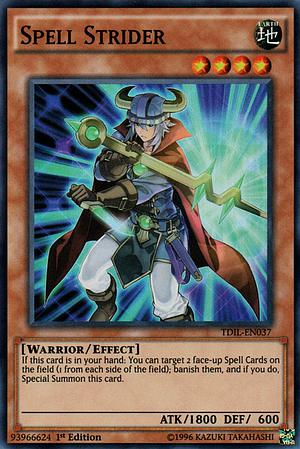 SPELL STRIDER
EARTH
地
TDIL-EN037
[WARRIOR/EFFECT]
If this card is in your hand: You can target 2 face-up Spell Cards on
the field (1 from each side of the field); banish them, and if you do,
Special Summon this card.
ATK/1800 DEF/ 600
93966624 1st Edition ©1996 KAZUKI TAKAHASHI